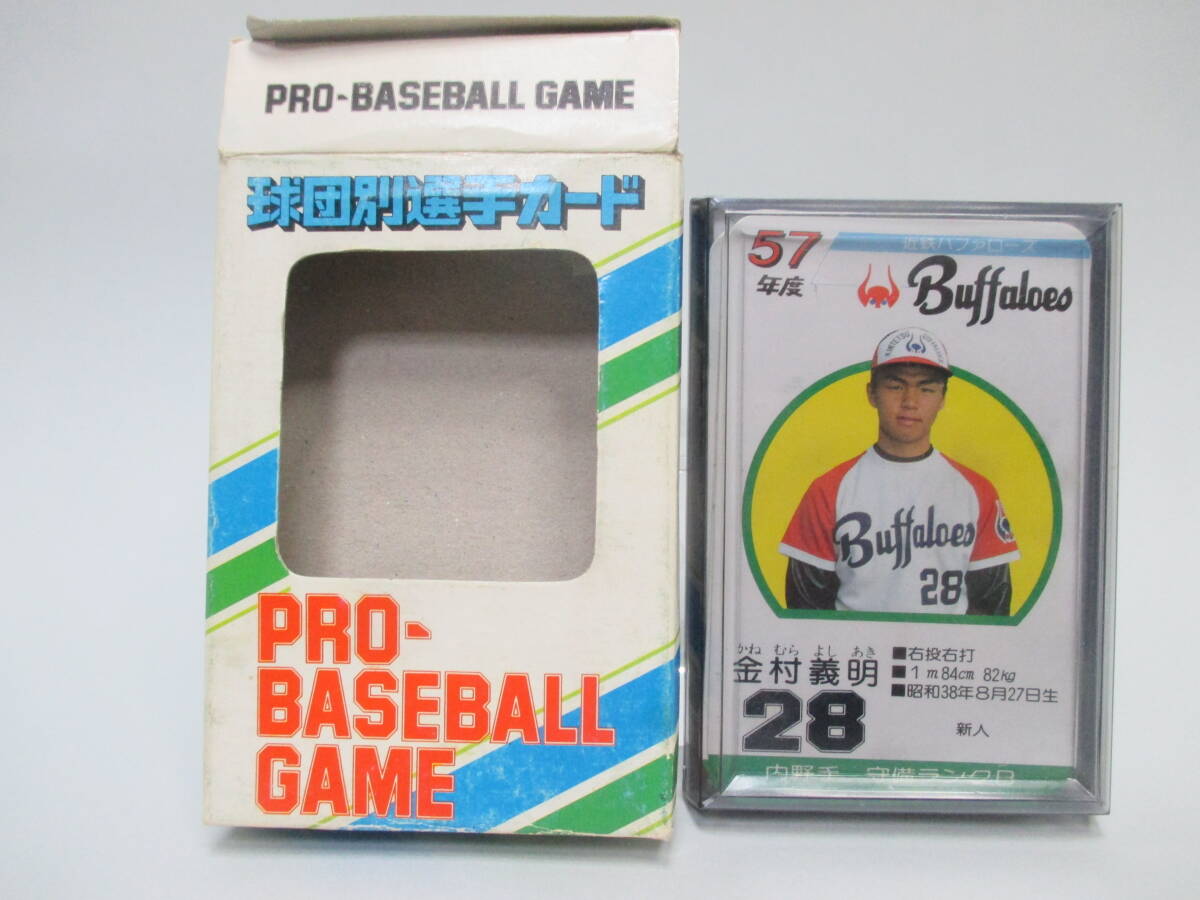 PRO-BASEBALL GAME
球団別選手カード
PRO-
BASEBALL
GAME
57
年度
近鉄バファローズ
Buffaloes
Buffaloes
28
かね むら よし あき
金村義明
28
■右投右打
■1m84cm 82kg
■昭和38年8月27日生
新人
内野手 守備ランクB